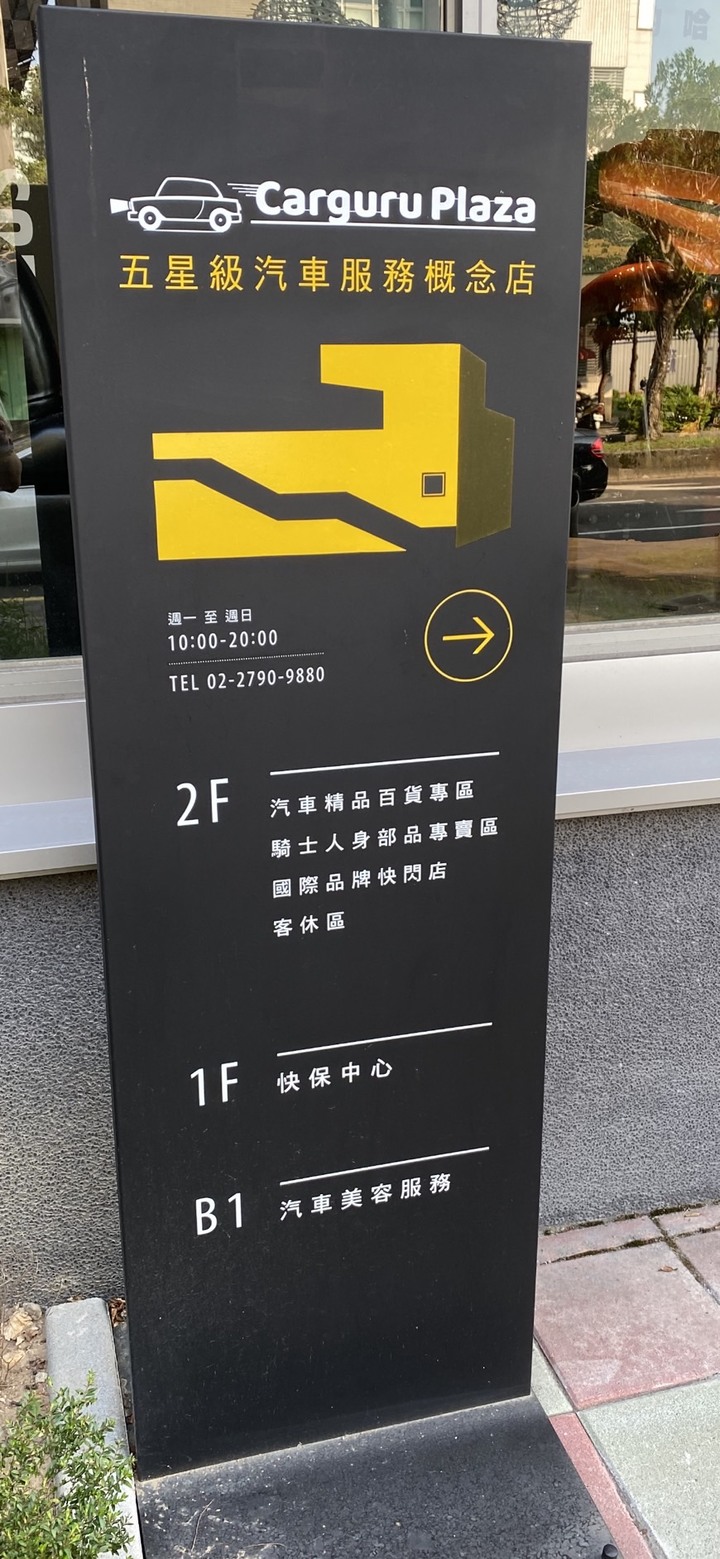 Carguru Plaza
五星級汽車服務概念店
週一 至 週日
10:00-20:00
TEL 02-2790-9880
2F
汽車精品百貨專區
騎士人身部品專賣區
國際品牌快閃店
客休區
1F 快保中心
B1 汽車美容服務